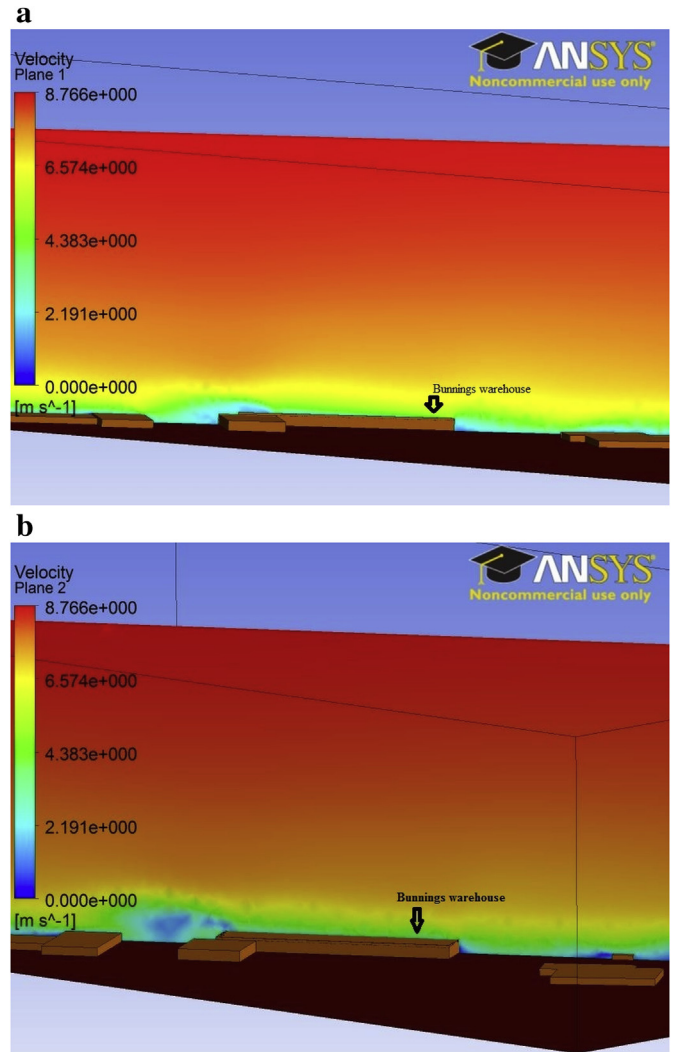 a
ANSYS
Noncommercial use only
Velocity
Plane 1
8.766e+000
6.574e+000
4.383e+000
2.191e+000
0.000e+000
[m s^-1]
Bunnings warehouse
b
ANSYS
Noncommercial use only
Velocity
Plane 2
8.766e+000
6.574e+000
4.383e+000
2.191e+000
0.000e+000
[m s^-1]
Bunnings warehouse